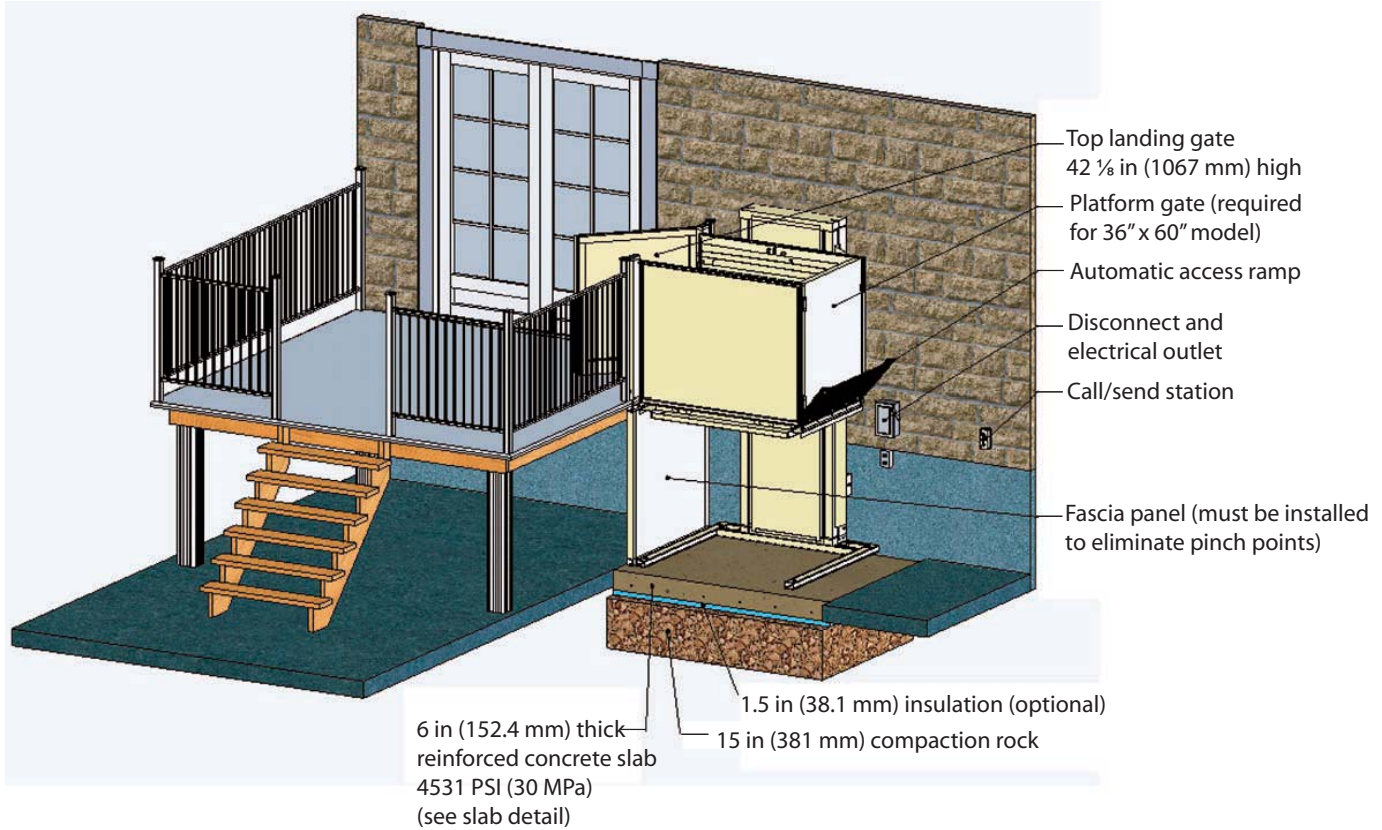 Top landing gate
42 ⅛ in (1067 mm) high
Platform gate (required
for 36” x 60” model)
Automatic access ramp
Disconnect and
electrical outlet
Call/send station
Fascia panel (must be installed
to eliminate pinch points)
1.5 in (38.1 mm) insulation (optional)
15 in (381 mm) compaction rock
6 in (152.4 mm) thick
reinforced concrete slab
4531 PSI (30 MPa)
(see slab detail)